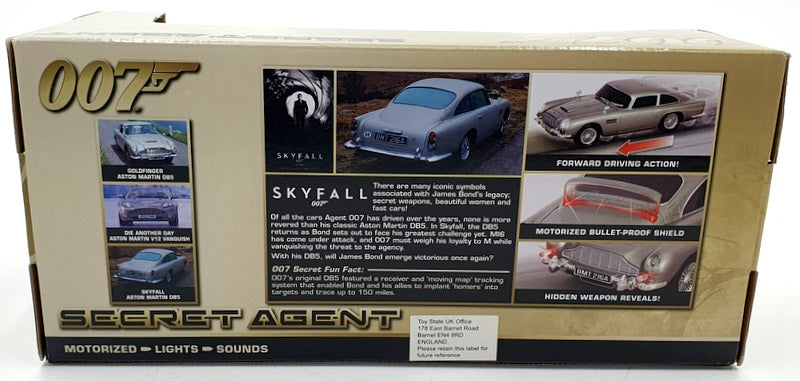 007
GOLDFINGER
ASTON MARTIN DB5
DIE ANOTHER DAY
ASTON MARTIN V12 VANQUISH
SKYFALL
ASTON MARTIN DB5
SKYFALL
BMT 216A
SKYFALL
007
There are many iconic symbols
associated with James Bond's legacy;
secret weapons, beautiful women and
fast cars!
Of all the cars Agent 007 has driven over the years, none is more
revered than his classic Aston Martin DB5. In Skyfall, the DB5
returns as Bond sets out to face his greatest challenge yet. MI6
has come under attack, and 007 must weigh his loyalty to M while
vanquishing the threat to the agency.
With his DB5, will James Bond emerge victorious once again?
007 Secret Fun Fact:
007's original DB5 featured a receiver and 'moving map' tracking
system that enabled Bond and his allies to implant 'homers' into
targets and trace up to 150 miles.
FORWARD DRIVING ACTION!
MOTORIZED BULLET-PROOF SHIELD
BMT 216A
HIDDEN WEAPON REVEALS!
SECRET AGENT
MOTORIZED LIGHTS SOUNDS
Toy State UK Office
178 East Barnet Road
Barnet EN4 8RD
ENGLAND
Please retain this label for
future reference